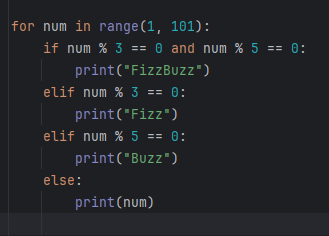 for num in range(1, 101):
    if num % 3 == 0 and num % 5 == 0:
        print("FizzBuzz")
    elif num % 3 == 0:
        print("Fizz")
    elif num % 5 == 0:
        print("Buzz")
    else:
        print(num)